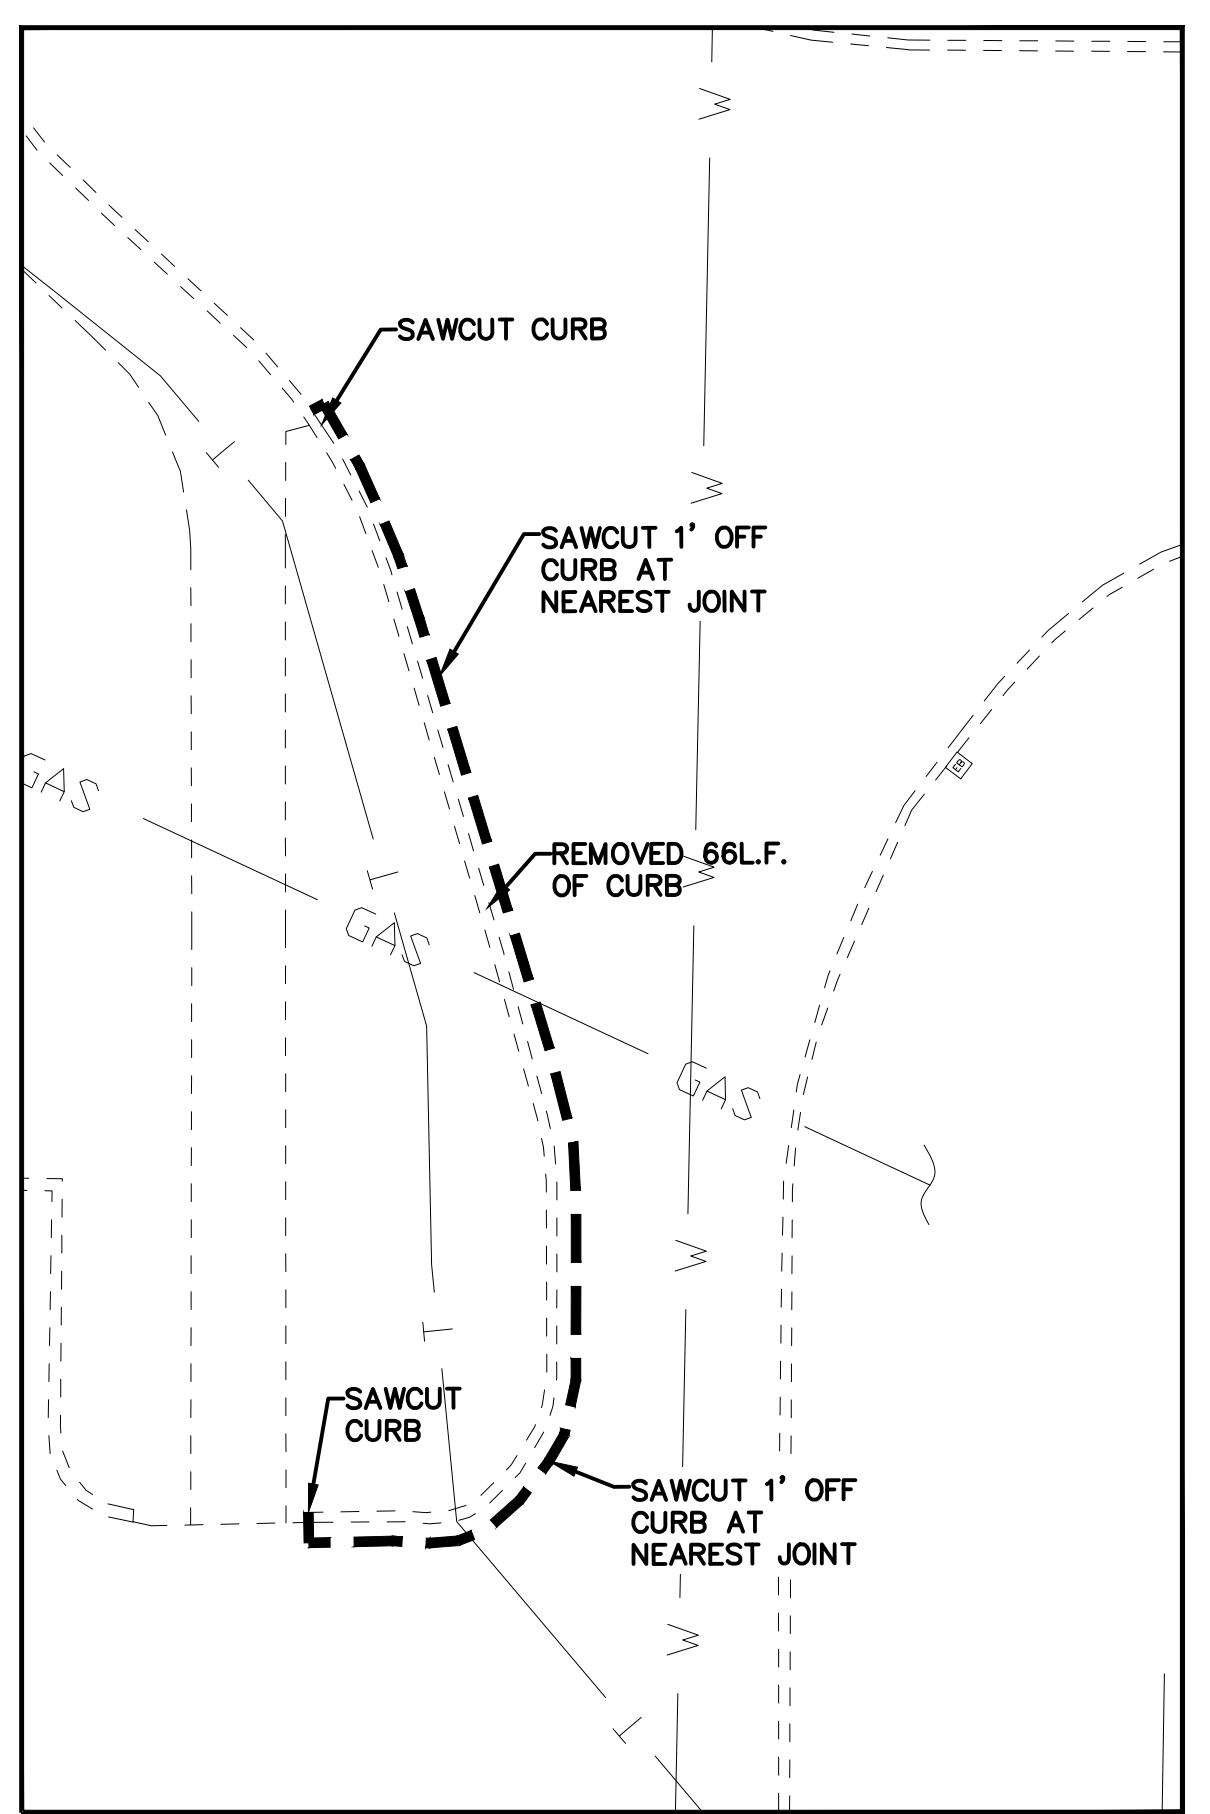 W
SAWCUT CURB
T
W
SAWCUT 1' OFF
CURB AT
NEAREST JOINT
EB
GAS
REMOVED 66L.F.
OF CURB
W
T
GAS
GAS
W
T
SAWCUT
CURB
SAWCUT 1' OFF
CURB AT
NEAREST JOINT
W
T